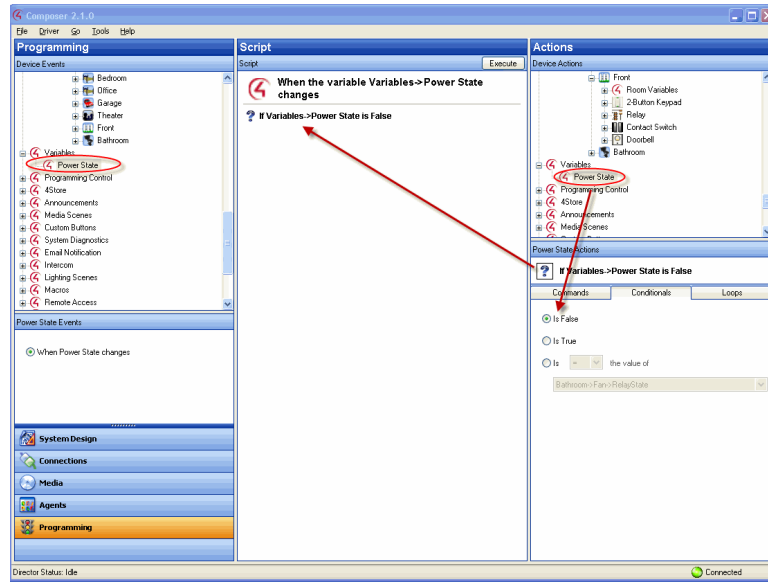 Composer 2.1.0
File Driver Go Tools Help
Programming
Device Events
Bedroom
Office
Garage
Theater
Front
Bathroom
Variables
Power State
Programming Control
4Store
Announcements
Media Scenes
Custom Buttons
System Diagnostics
Email Notification
Intercom
Lighting Scenes
Macros
Remote Access
Power State Events
When Power State changes
System Design
Connections
Media
Agents
Programming
Director Status: Idle
Script
Script Execute
When the variable Variables->Power State
changes
? If Variables->Power State is False
Actions
Device Actions
Front
Room Variables
2-Button Keypad
Relay
Contact Switch
Doorbell
Bathroom
Variables
Power State
Programming Control
4Store
Announcements
Media Scenes
Power State Actions
? If Variables->Power State is False
Commands Conditionals Loops
Is False
Is True
Is = the value of
Bathroom->Fan->RelayState
Connected